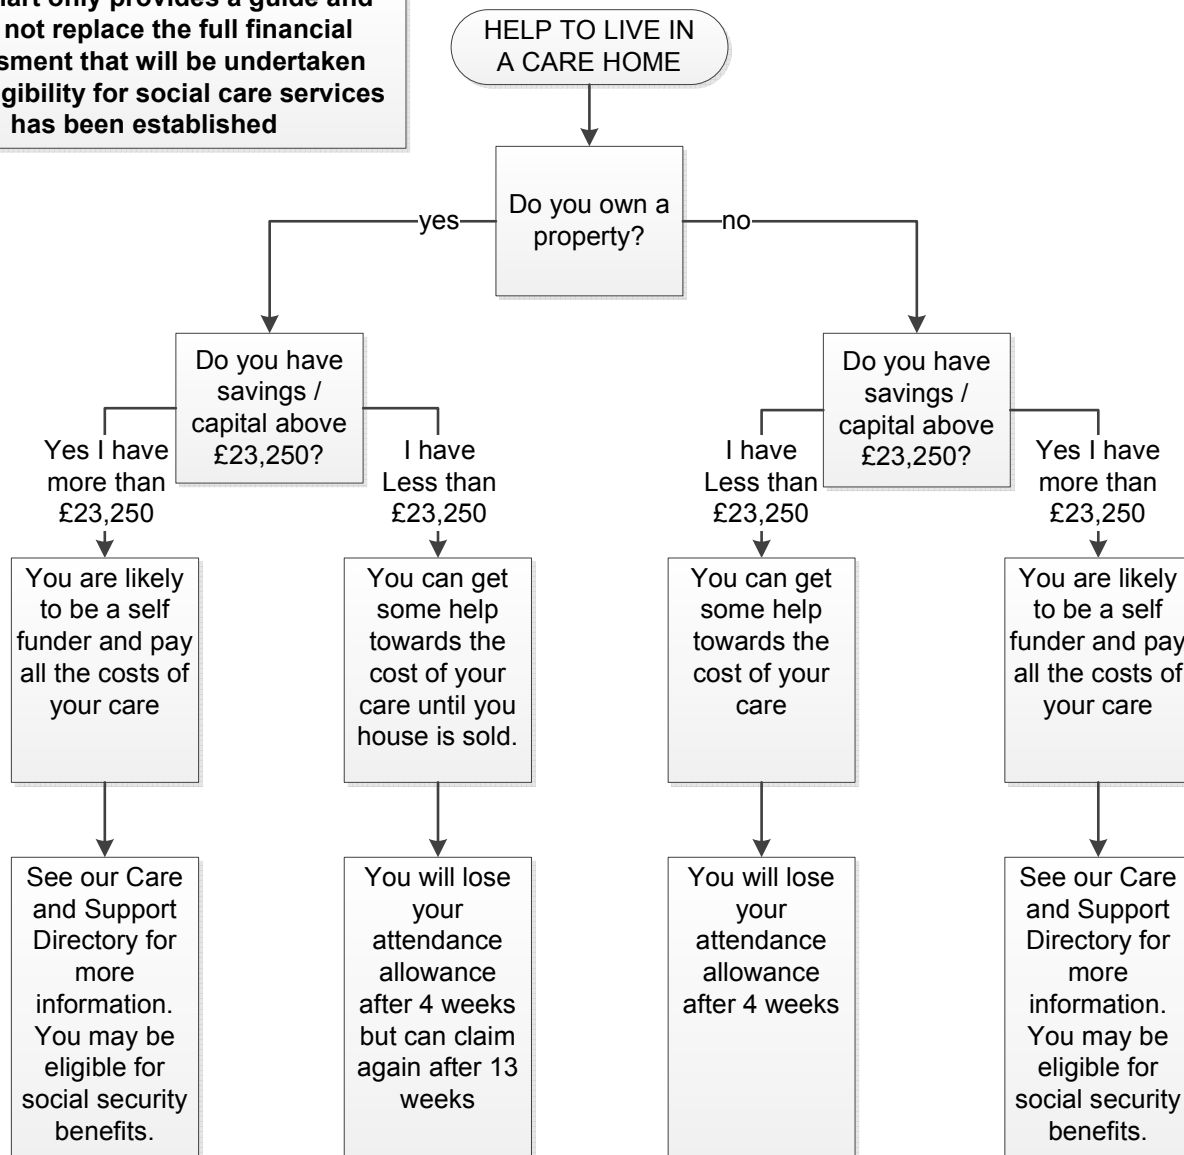 only provides a guide and
not replace the full financial
that will be undertaken
for social care services
has been established
HELP TO LIVE IN
A CARE HOME
Do you own a
property?
yes
no
Do you have
savings /
capital above
£23,250?
Yes I have
more than
£23,250
I have
Less than
£23,250
Do you have
savings /
capital above
£23,250?
I have
Less than
£23,250
Yes I have
more than
£23,250
You are likely
to be a self
funder and pay
all the costs of
your care
You can get
some help
towards the
cost of your
care until you
house is sold.
You can get
some help
towards the
cost of your
care
You are likely
to be a self
funder and pay
all the costs of
your care
See our Care
and Support
Directory for
more
information.
You may be
eligible for
social security
benefits.
You will lose
your
attendance
allowance
after 4 weeks
but can claim
again after 13
weeks
You will lose
your
attendance
allowance
after 4 weeks
See our Care
and Support
Directory for
more
information.
You may be
eligible for
social security
benefits.